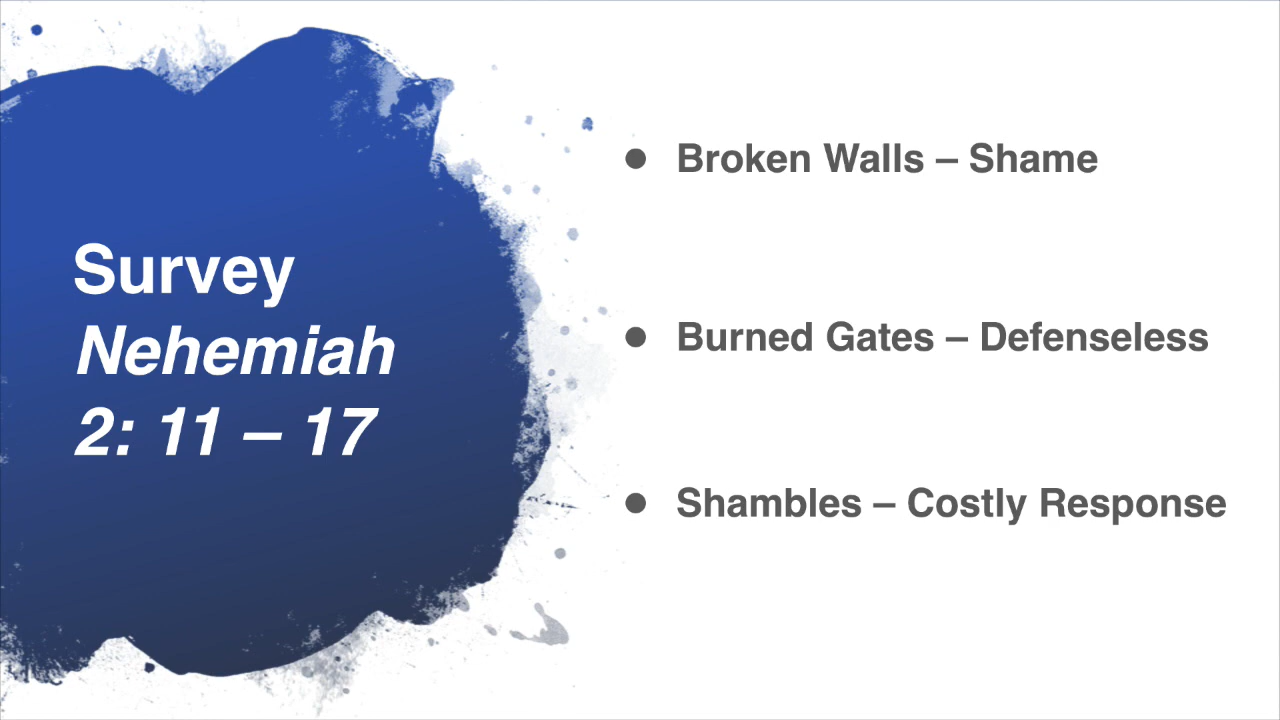 Survey
Nehemiah
2: 11 – 17
● Broken Walls – Shame
● Burned Gates – Defenseless
● Shambles – Costly Response